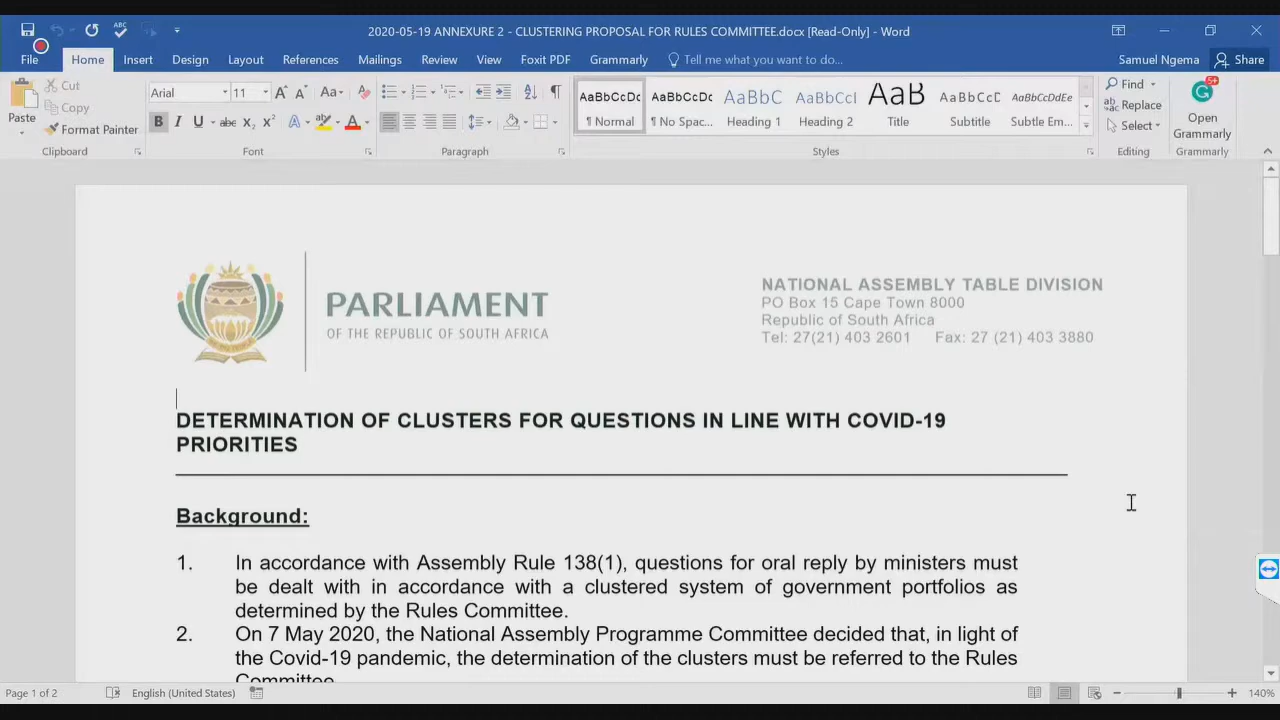 ABC
2020-05-19 ANNEXURE 2 - CLUSTERING PROPOSAL FOR RULES COMMITTEE.docx [Read-Only] - Word
File Home Insert Design Layout References Mailings Review View Foxit PDF Grammarly Tell me what you want to do... Samuel Ngema Share
Paste Cut Copy Format Painter
Clipboard
Arial 11 Aa
B I U abc x₂ x² A A
Font
Paragraph
AaBbCcDc AaBbCcDc AaBbC AaBbCcI AaB AaBbCcD AaBbCcDdEe
¶ Normal ¶ No Spac... Heading 1 Heading 2 Title Subtitle Subtle Em...
Styles
Find
Replace
Select
Editing
5+
Open
Grammarly
Grammarly
PARLIAMENT
OF THE REPUBLIC OF SOUTH AFRICA
NATIONAL ASSEMBLY TABLE DIVISION
PO Box 15 Cape Town 8000
Republic of South Africa
Tel: 27(21) 403 2601 Fax: 27 (21) 403 3880
DETERMINATION OF CLUSTERS FOR QUESTIONS IN LINE WITH COVID-19
PRIORITIES
Background:
1. In accordance with Assembly Rule 138(1), questions for oral reply by ministers must
be dealt with in accordance with a clustered system of government portfolios as
determined by the Rules Committee.
2. On 7 May 2020, the National Assembly Programme Committee decided that, in light of
the Covid-19 pandemic, the determination of the clusters must be referred to the Rules
Committee.
Page 1 of 2 English (United States) 140%